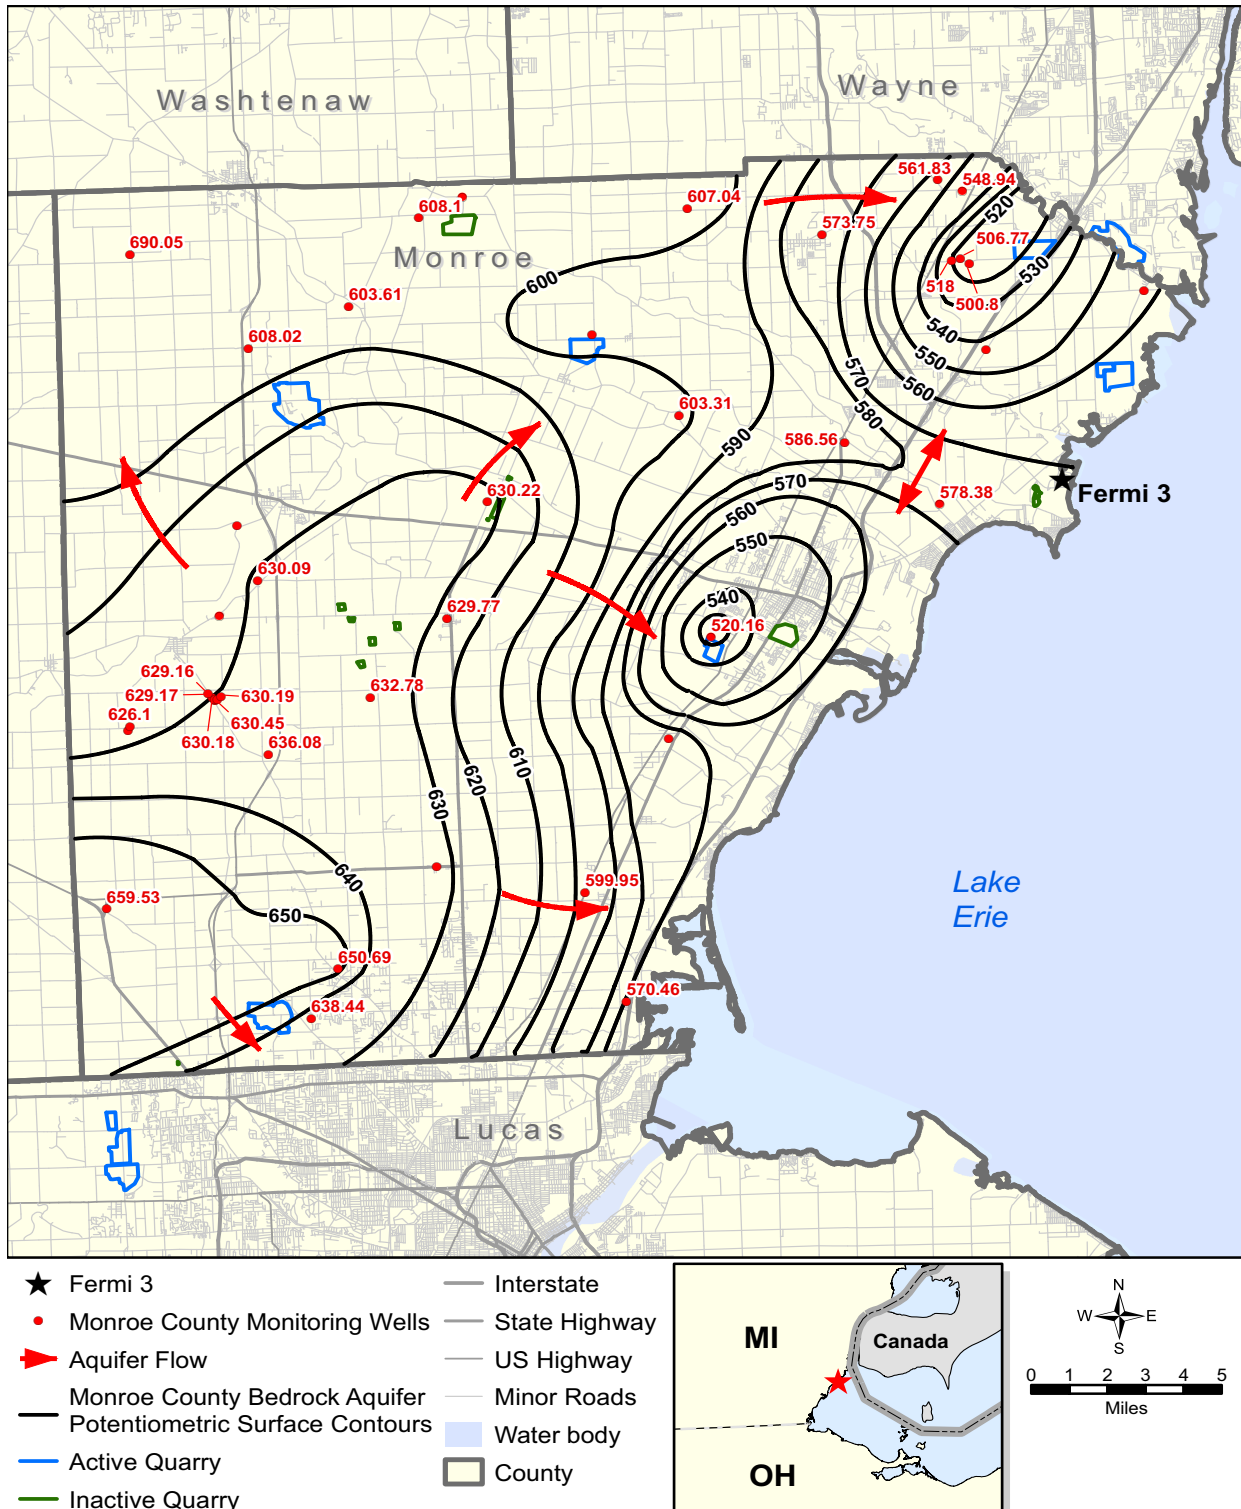 Washtenaw
Wayne
561.83
548.94
608.1
607.04
520
573.75
506.77
690.05
Monroe
530
600
518
500.8
603.61
608.02
540
550
570
560
603.31
580
590
586.56
570
578.38
Fermi 3
630.22
560
550
630.09
540
629.77
520.16
629.16
629.17
630.19
632.78
626.1
630.45
630.18
636.08
610
620
630
640
599.95
659.53
650
Lake
Erie
650.69
570.46
638.44
Lucas
Fermi 3
Monroe County Monitoring Wells
Aquifer Flow
Monroe County Bedrock Aquifer
Potentiometric Surface Contours
Active Quarry
Inactive Quarry
Interstate
State Highway
US Highway
Minor Roads
Water body
County
MI
Canada
OH
N
W E
S
0 1 2 3 4 5
Miles